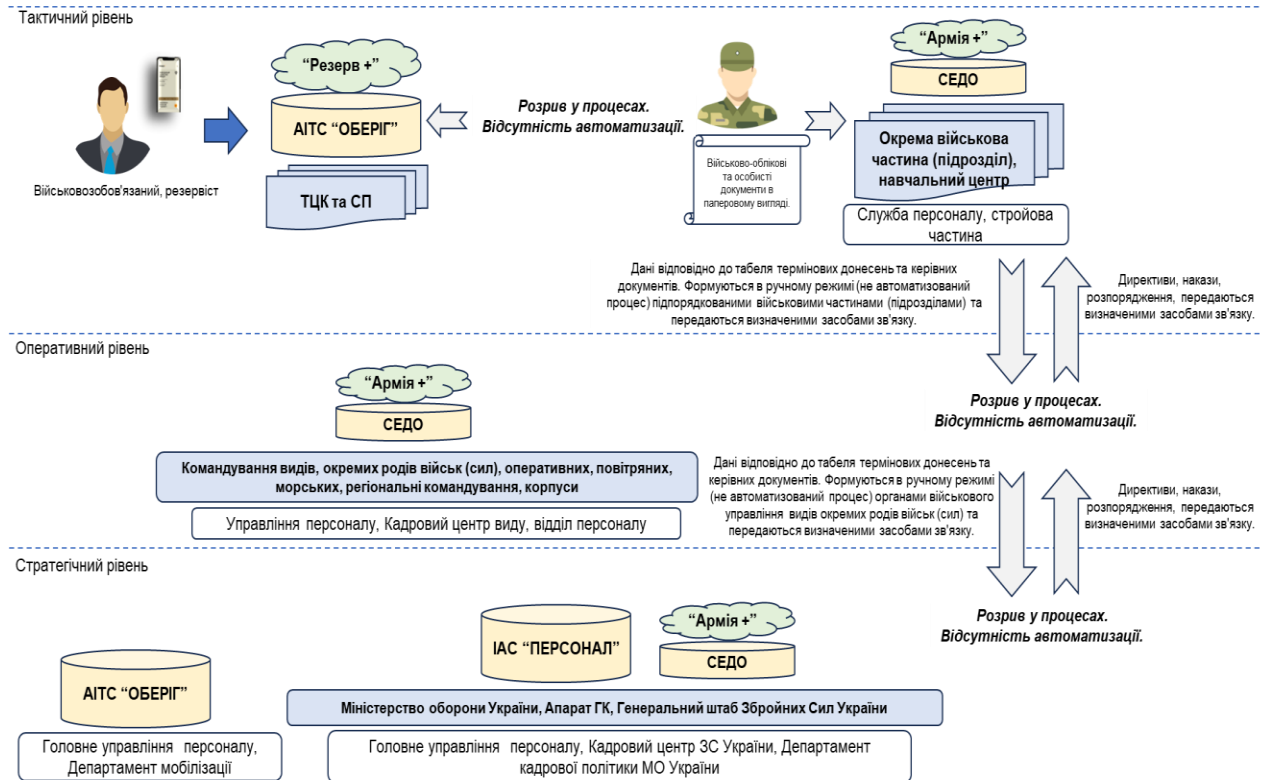 Тактичний рівень
“Резерв +”
АІТС “ОБЕРІГ”
ТЦК та СП
Військовозобов'язаний, резервіст
Розрив у процесах.
Відсутність автоматизації.
Військово-облікові
та особисті
документи в
паперовому вигляді.
“Армія +”
СЕДО
Окрема військова
частина (підрозділ),
навчальний центр
Служба персоналу, стройова
частина
Дані відповідно до табеля термінових донесень та керівних
документів. Формуються в ручному режимі (не автоматизований
процес) підпорядкованими військовими частинами (підрозділами) та
передаються визначеними засобами зв'язку.
Директиви, накази,
розпорядження, передаються
визначеними засобами зв'язку.
Розрив у процесах.
Відсутність автоматизації.
Оперативний рівень
“Армія +”
СЕДО
Командування видів, окремих родів військ (сил), оперативних, повітряних,
морських, регіональні командування, корпуси
Управління персоналу, Кадровий центр виду, відділ персоналу
Дані відповідно до табеля термінових донесень та
керівних документів. Формуються в ручному режимі
(не автоматизований процес) органами військового
управління видів окремих родів військ (сил) та
передаються визначеними засобами зв'язку.
Директиви, накази,
розпорядження, передаються
визначеними засобами зв'язку.
Розрив у процесах.
Відсутність автоматизації.
Стратегічний рівень
АІТС “ОБЕРІГ”
Головне управління персоналу,
Департамент мобілізації
ІАС “ПЕРСОНАЛ”
“Армія +”
СЕДО
Міністерство оборони України, Апарат ГК, Генеральний штаб Збройних Сил України
Головне управління персоналу, Кадровий центр ЗС України, Департамент
кадрової політики МО України